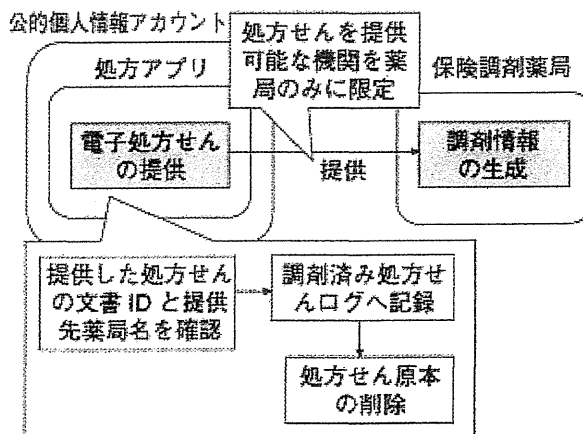 公的個人情報アカウント
処方せんを提供
可能な機関を薬
局のみに限定
処方アプリ
保険調剤薬局
電子処方せん
の提供
提供
調剤情報
の生成
提供した処方せん
の文書 ID と提供
先薬局名を確認
調剤済み処方せ
んログへ記録
処方せん原本
の削除